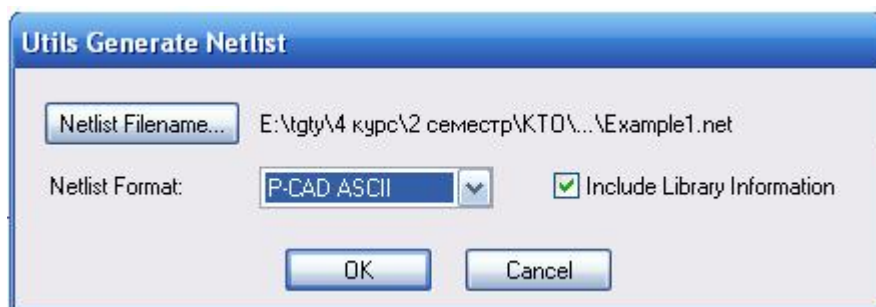 Utils Generate Netlist
Netlist Filename... E:\tgty\4 курс\2 семестр\КТО\...\Example1.net
Netlist Format: P-CAD ASCII Include Library Information
OK Cancel